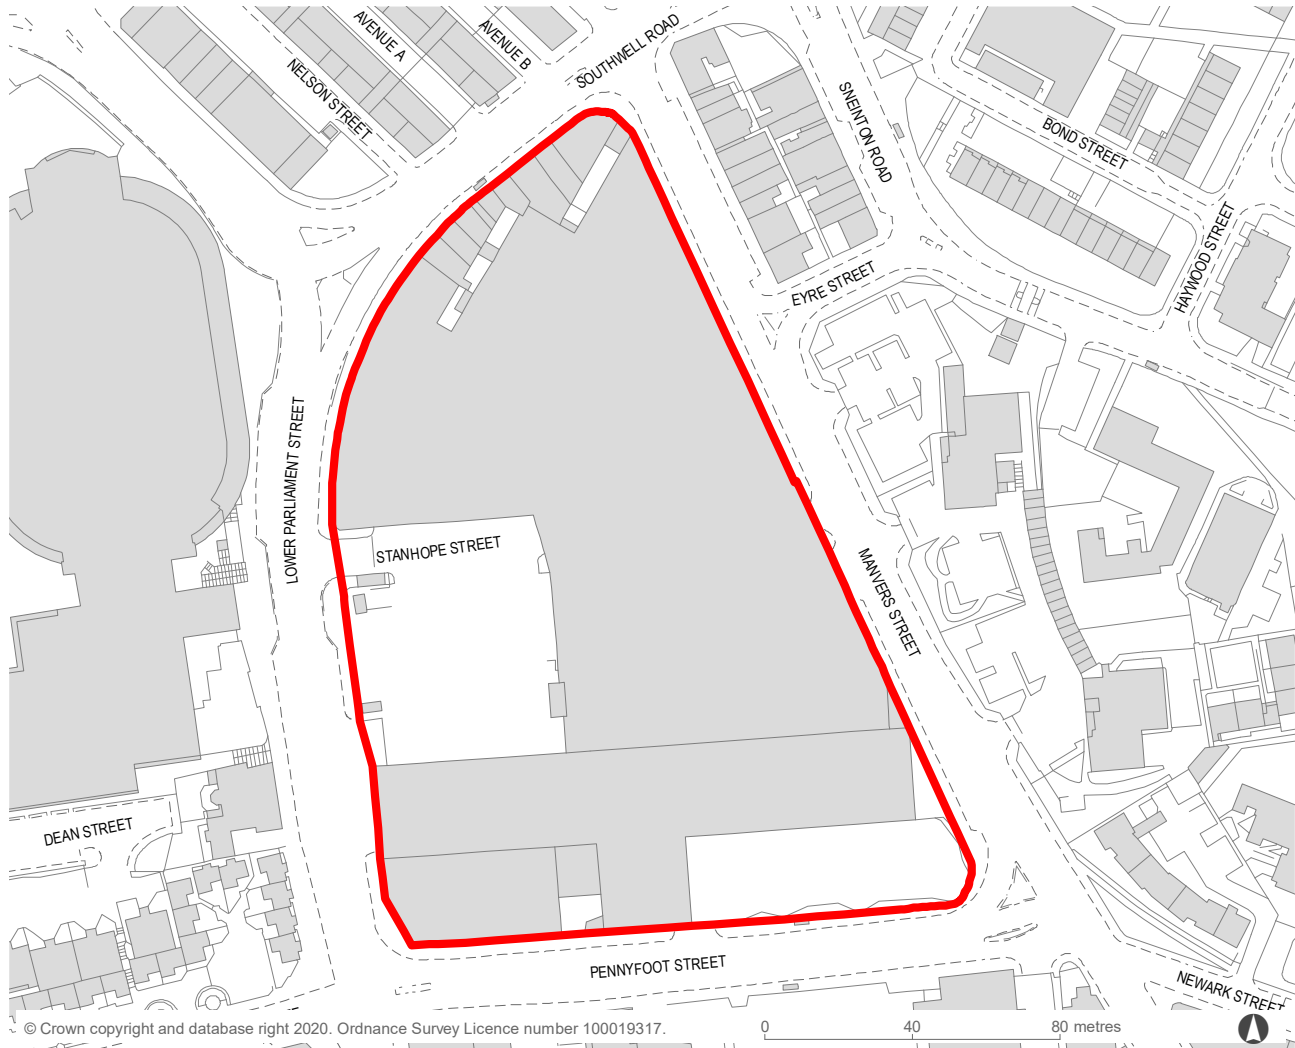 AVENUE A
AVENUE B
NELSON STREET
SOUTHWELL ROAD
SNEINTON ROAD
BOND STREET
HAYWOOD STREET
EYRE STREET
LOWER PARLIAMENT STREET
STANHOPE STREET
MANVERS STREET
DEAN STREET
PENNYFOOT STREET
NEWARK STREET
© Crown copyright and database right 2020. Ordnance Survey Licence number 100019317.
0 40 80 metres